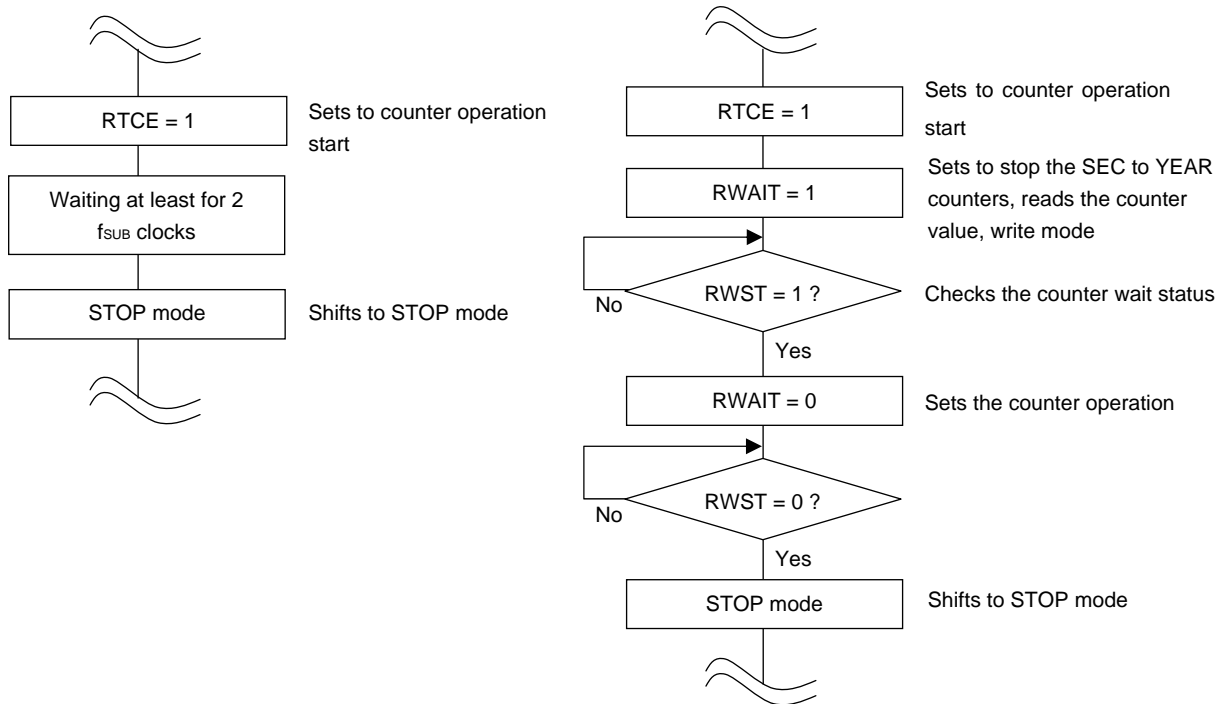 RTCE = 1
Sets to counter operation
start
Waiting at least for 2
fSUB clocks
STOP mode
Shifts to STOP mode
RTCE = 1
Sets to counter operation
start
RWAIT = 1
Sets to stop the SEC to YEAR
counters, reads the counter
value, write mode
RWST = 1 ?
No
Checks the counter wait status
Yes
RWAIT = 0
Sets the counter operation
RWST = 0 ?
No
Yes
STOP mode
Shifts to STOP mode